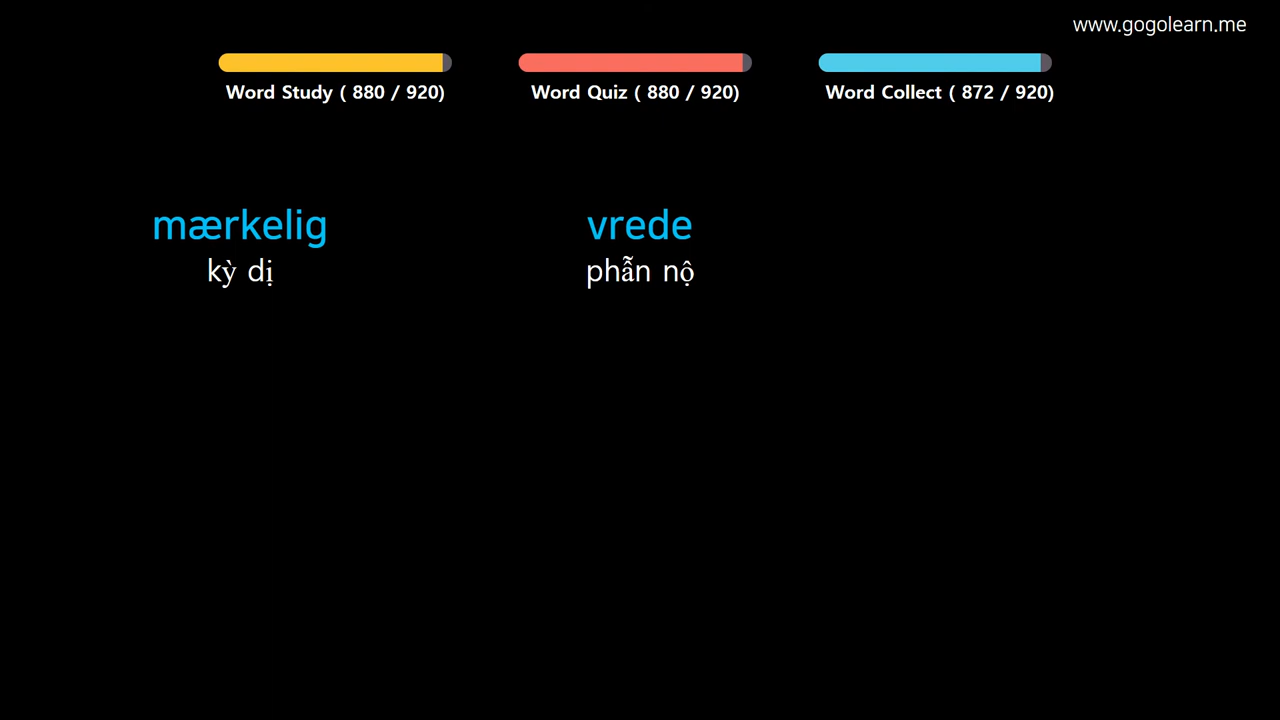 www.gogolearn.me
Word Study ( 880 / 920)
Word Quiz ( 880 / 920)
Word Collect ( 872 / 920)
mærkelig
kỳ dị
vrede
phẫn nộ